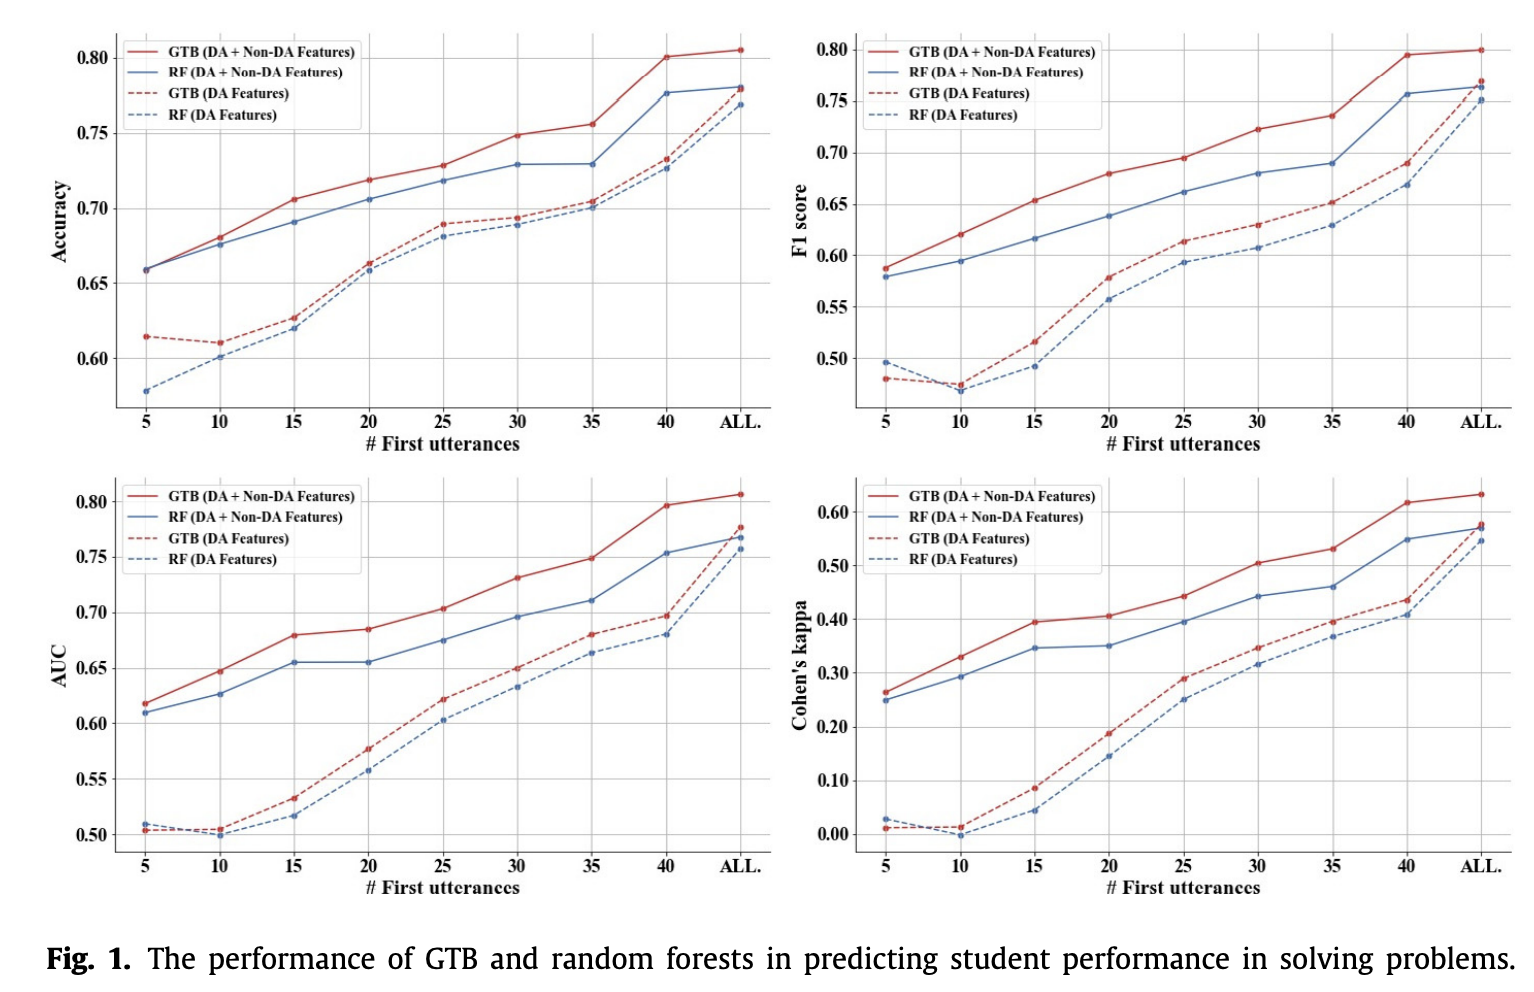 GTB (DA + Non-DA Features)
RF (DA + Non-DA Features)
GTB (DA Features)
RF (DA Features)
0.80
0.75
0.70
0.65
0.60
Accuracy
5 10 15 20 25 30 35 40 ALL.
# First utterances
GTB (DA + Non-DA Features)
RF (DA + Non-DA Features)
GTB (DA Features)
RF (DA Features)
0.80
0.75
0.70
0.65
0.60
0.55
0.50
F1 score
5 10 15 20 25 30 35 40 ALL.
# First utterances
GTB (DA + Non-DA Features)
RF (DA + Non-DA Features)
GTB (DA Features)
RF (DA Features)
0.80
0.75
0.70
0.65
0.60
0.55
0.50
AUC
5 10 15 20 25 30 35 40 ALL.
# First utterances
GTB (DA + Non-DA Features)
RF (DA + Non-DA Features)
GTB (DA Features)
RF (DA Features)
0.60
0.50
0.40
0.30
0.20
0.10
0.00
Cohen's kappa
5 10 15 20 25 30 35 40 ALL.
# First utterances
Fig. 1. The performance of GTB and random forests in predicting student performance in solving problems.